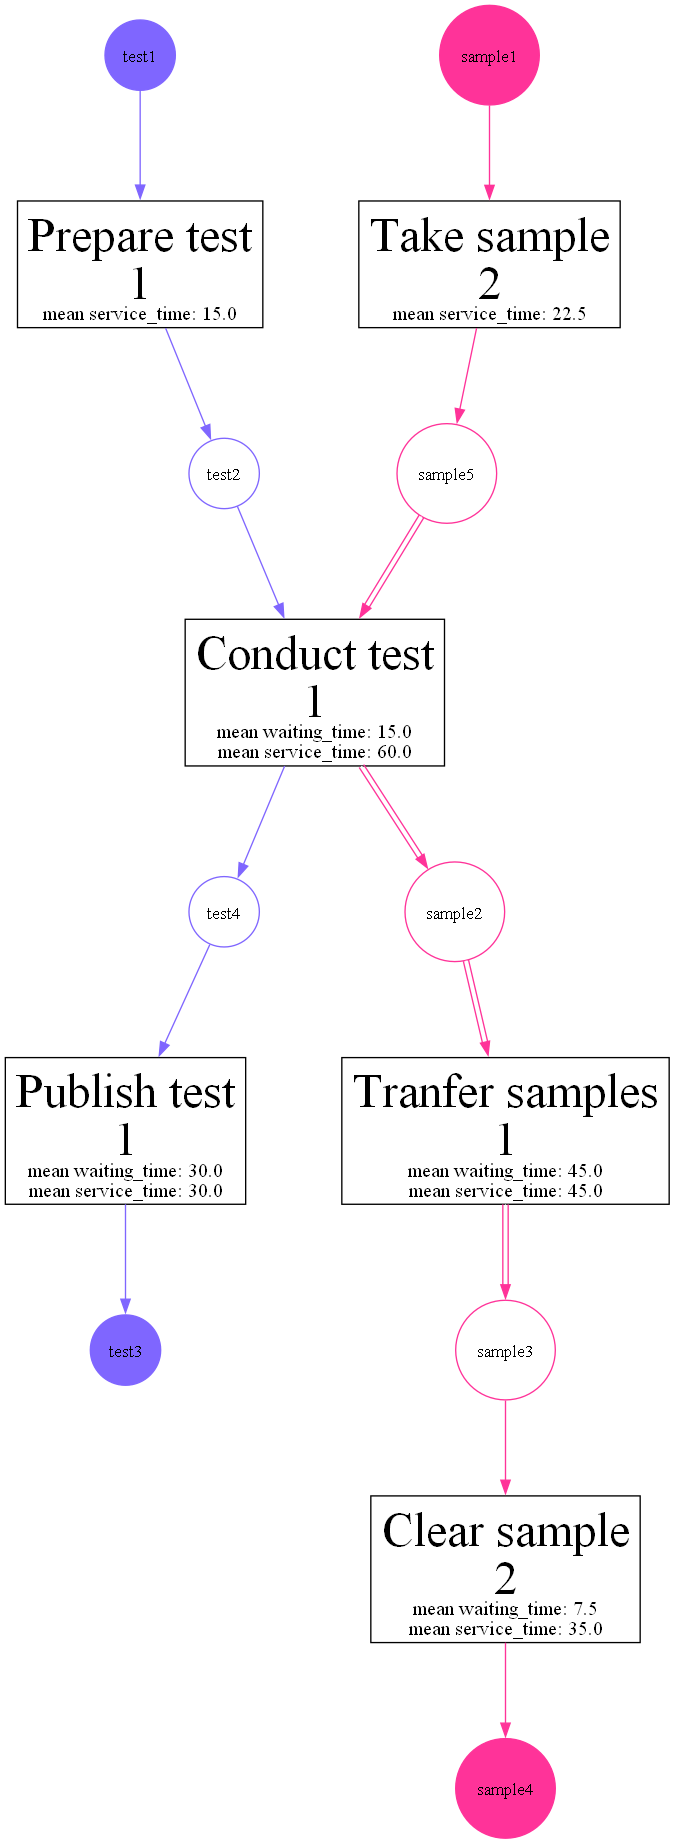 test1
sample1
Prepare test
1
mean service_time: 15.0
Take sample
2
mean service_time: 22.5
test2
sample5
Conduct test
1
mean waiting_time: 15.0
mean service_time: 60.0
test4
sample2
Publish test
1
mean waiting_time: 30.0
mean service_time: 30.0
Tranfer samples
1
mean waiting_time: 45.0
mean service_time: 45.0
test3
sample3
Clear sample
2
mean waiting_time: 7.5
mean service_time: 35.0
sample4